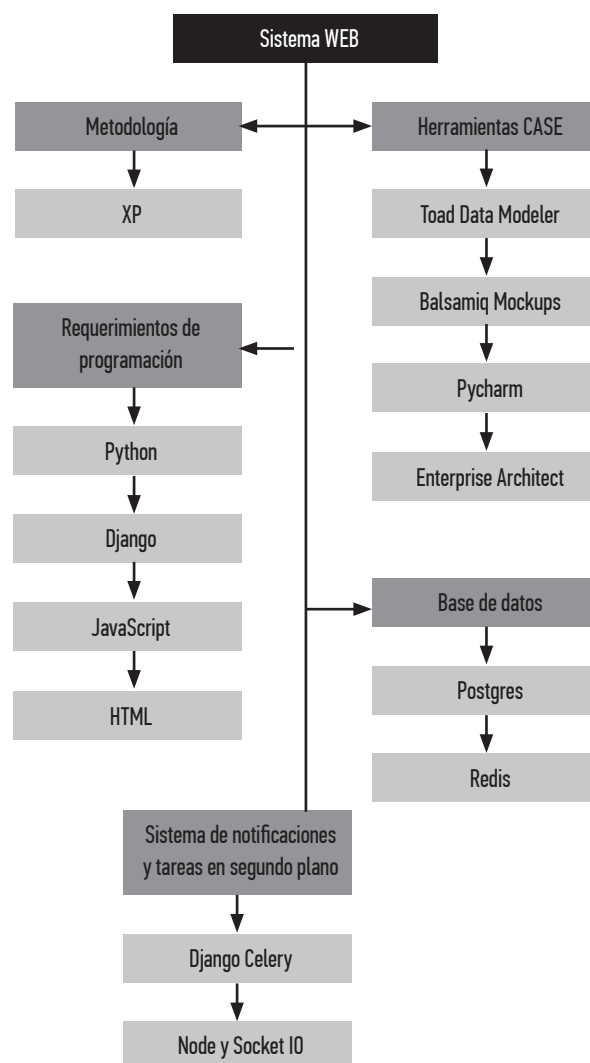 Sistema WEB
Metodología
XP
Herramientas CASE
Toad Data Modeler
Balsamiq Mockups
Pycharm
Enterprise Architect
Requerimientos de
programación
Python
Django
JavaScript
HTML
Base de datos
Postgres
Redis
Sistema de notificaciones
y tareas en segundo plano
Django Celery
Node y Socket IO